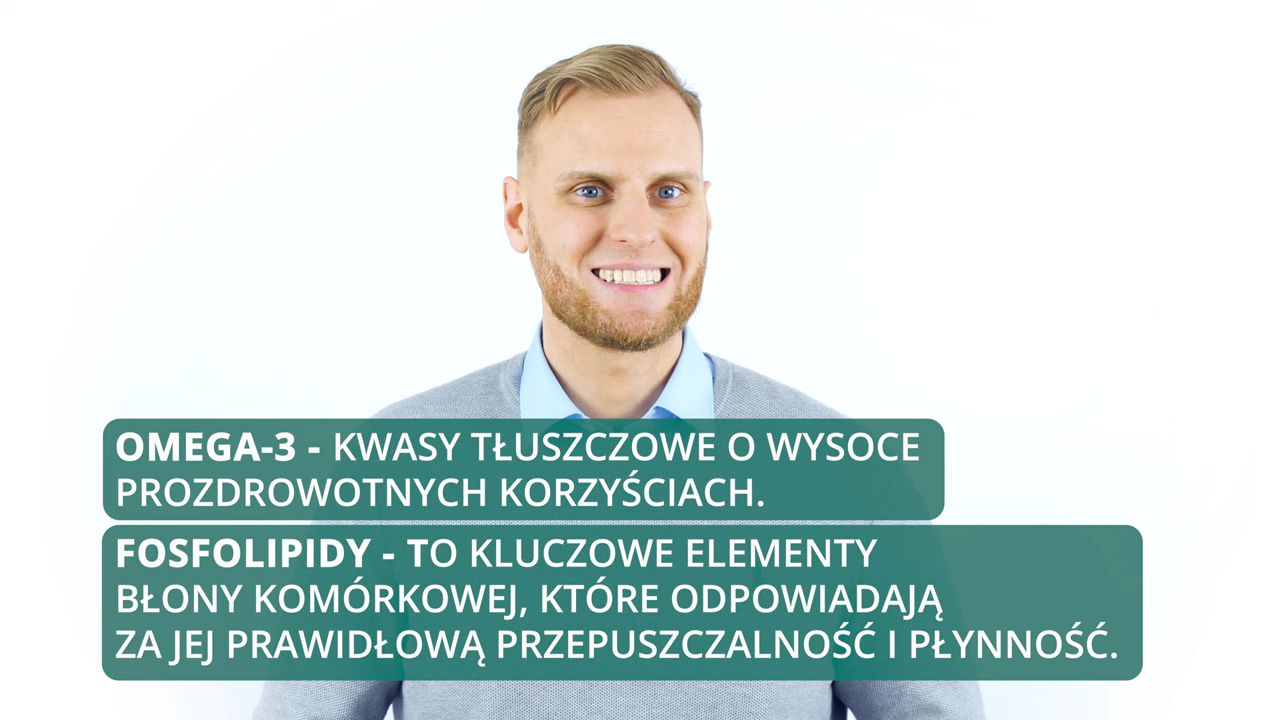 OMEGA-3 - KWASY TŁUSZCZOWE O WYSOCE
PROZDROWOTNYCH KORZYŚCIACH.
FOSFOLIPIDY - TO KLUCZOWE ELEMENTY
BŁONY KOMÓRKOWEJ, KTÓRE ODPOWIADAJĄ
ZA JEJ PRAWIDŁOWĄ PRZEPUSZCZALNOŚĆ I PŁYNNOŚĆ.